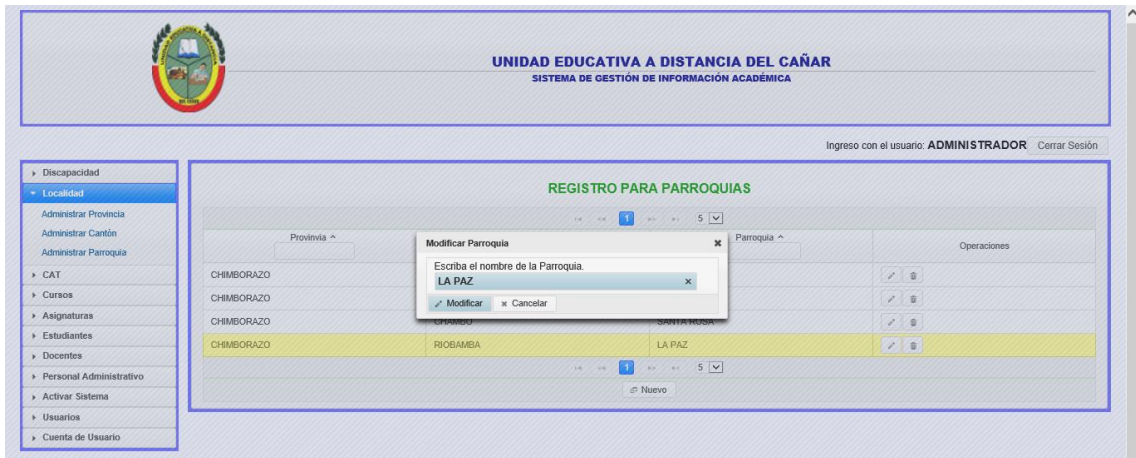 UNIDAD EDUCATIVA A DISTANCIA DEL CAÑAR
SISTEMA DE GESTIÓN DE INFORMACIÓN ACADÉMICA
Ingreso con el usuario: ADMINISTRADOR Cerrar Sesión
Discapacidad
Localidad
Administrar Provincia
Administrar Cantón
Administrar Parroquia
CAT
Cursos
Asignaturas
Estudiantes
Docentes
Personal Administrativo
Activar Sistema
Usuarios
Cuenta de Usuario
REGISTRO PARA PARROQUIAS
1 5
Provinvia Parroquia Operaciones
Modificar Parroquia
Escriba el nombre de la Parroquia.
LA PAZ
Modificar Cancelar
CHIMBORAZO
CHIMBORAZO
CHIMBORAZO CHAMBO SANTA ROSA
CHIMBORAZO RIOBAMBA LA PAZ
1 5
Nuevo